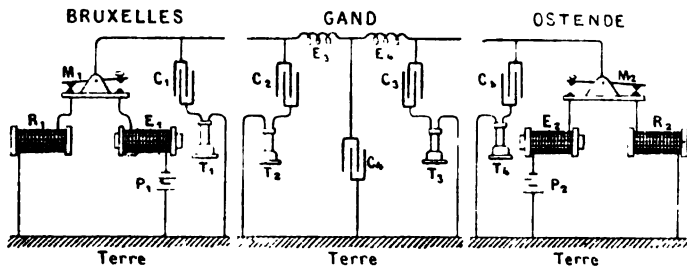 BRUXELLES GAND OSTENDE
E3 E4
M1 C1 C2 C3 C5 M2
R1 E1 E2 R2
T1 T2 C4 T3 T4
P1 P2
Terre Terre Terre